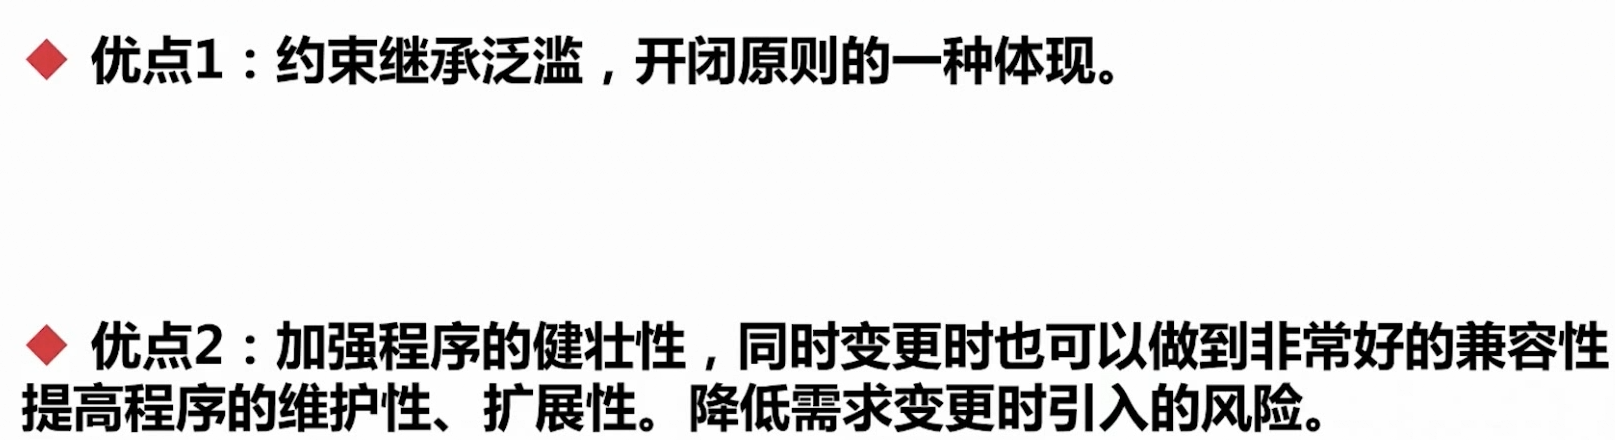 ◆ 优点1：约束继承泛滥，开闭原则的一种体现。
◆ 优点2：加强程序的健壮性，同时变更时也可以做到非常好的兼容性
提高程序的维护性、扩展性。降低需求变更时引入的风险。